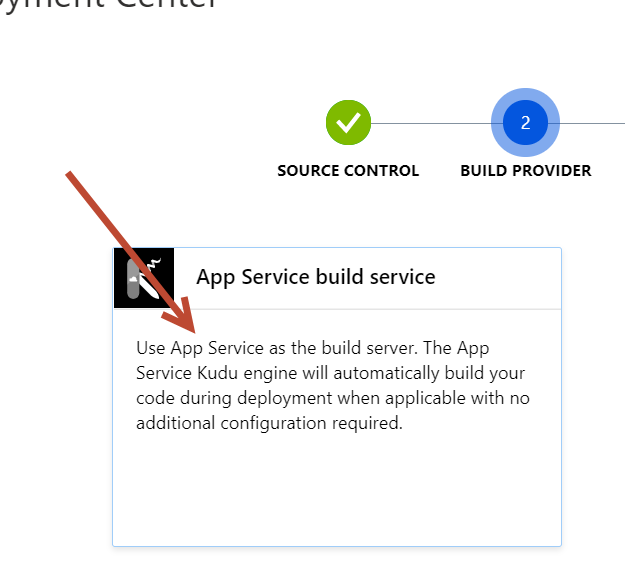 Deployment Center
2
SOURCE CONTROL
BUILD PROVIDER
App Service build service
Use App Service as the build server. The App
Service Kudu engine will automatically build your
code during deployment when applicable with no
additional configuration required.